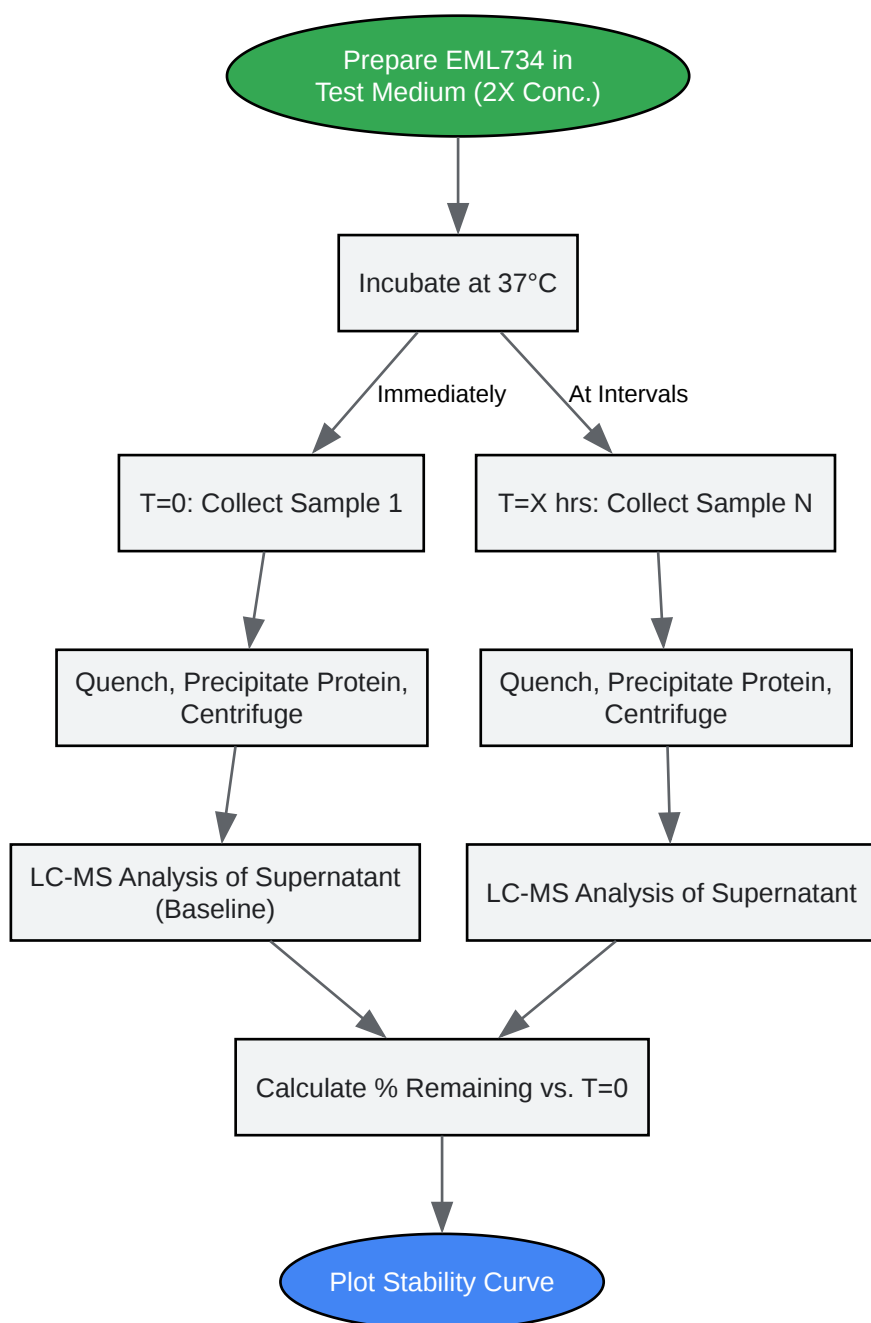 Prepare EML734 in
Test Medium (2X Conc.)
Incubate at 37°C
Immediately
At Intervals
T=0: Collect Sample 1
T=X hrs: Collect Sample N
Quench, Precipitate Protein,
Centrifuge
Quench, Precipitate Protein,
Centrifuge
LC-MS Analysis of Supernatant
(Baseline)
LC-MS Analysis of Supernatant
Calculate % Remaining vs. T=0
Plot Stability Curve